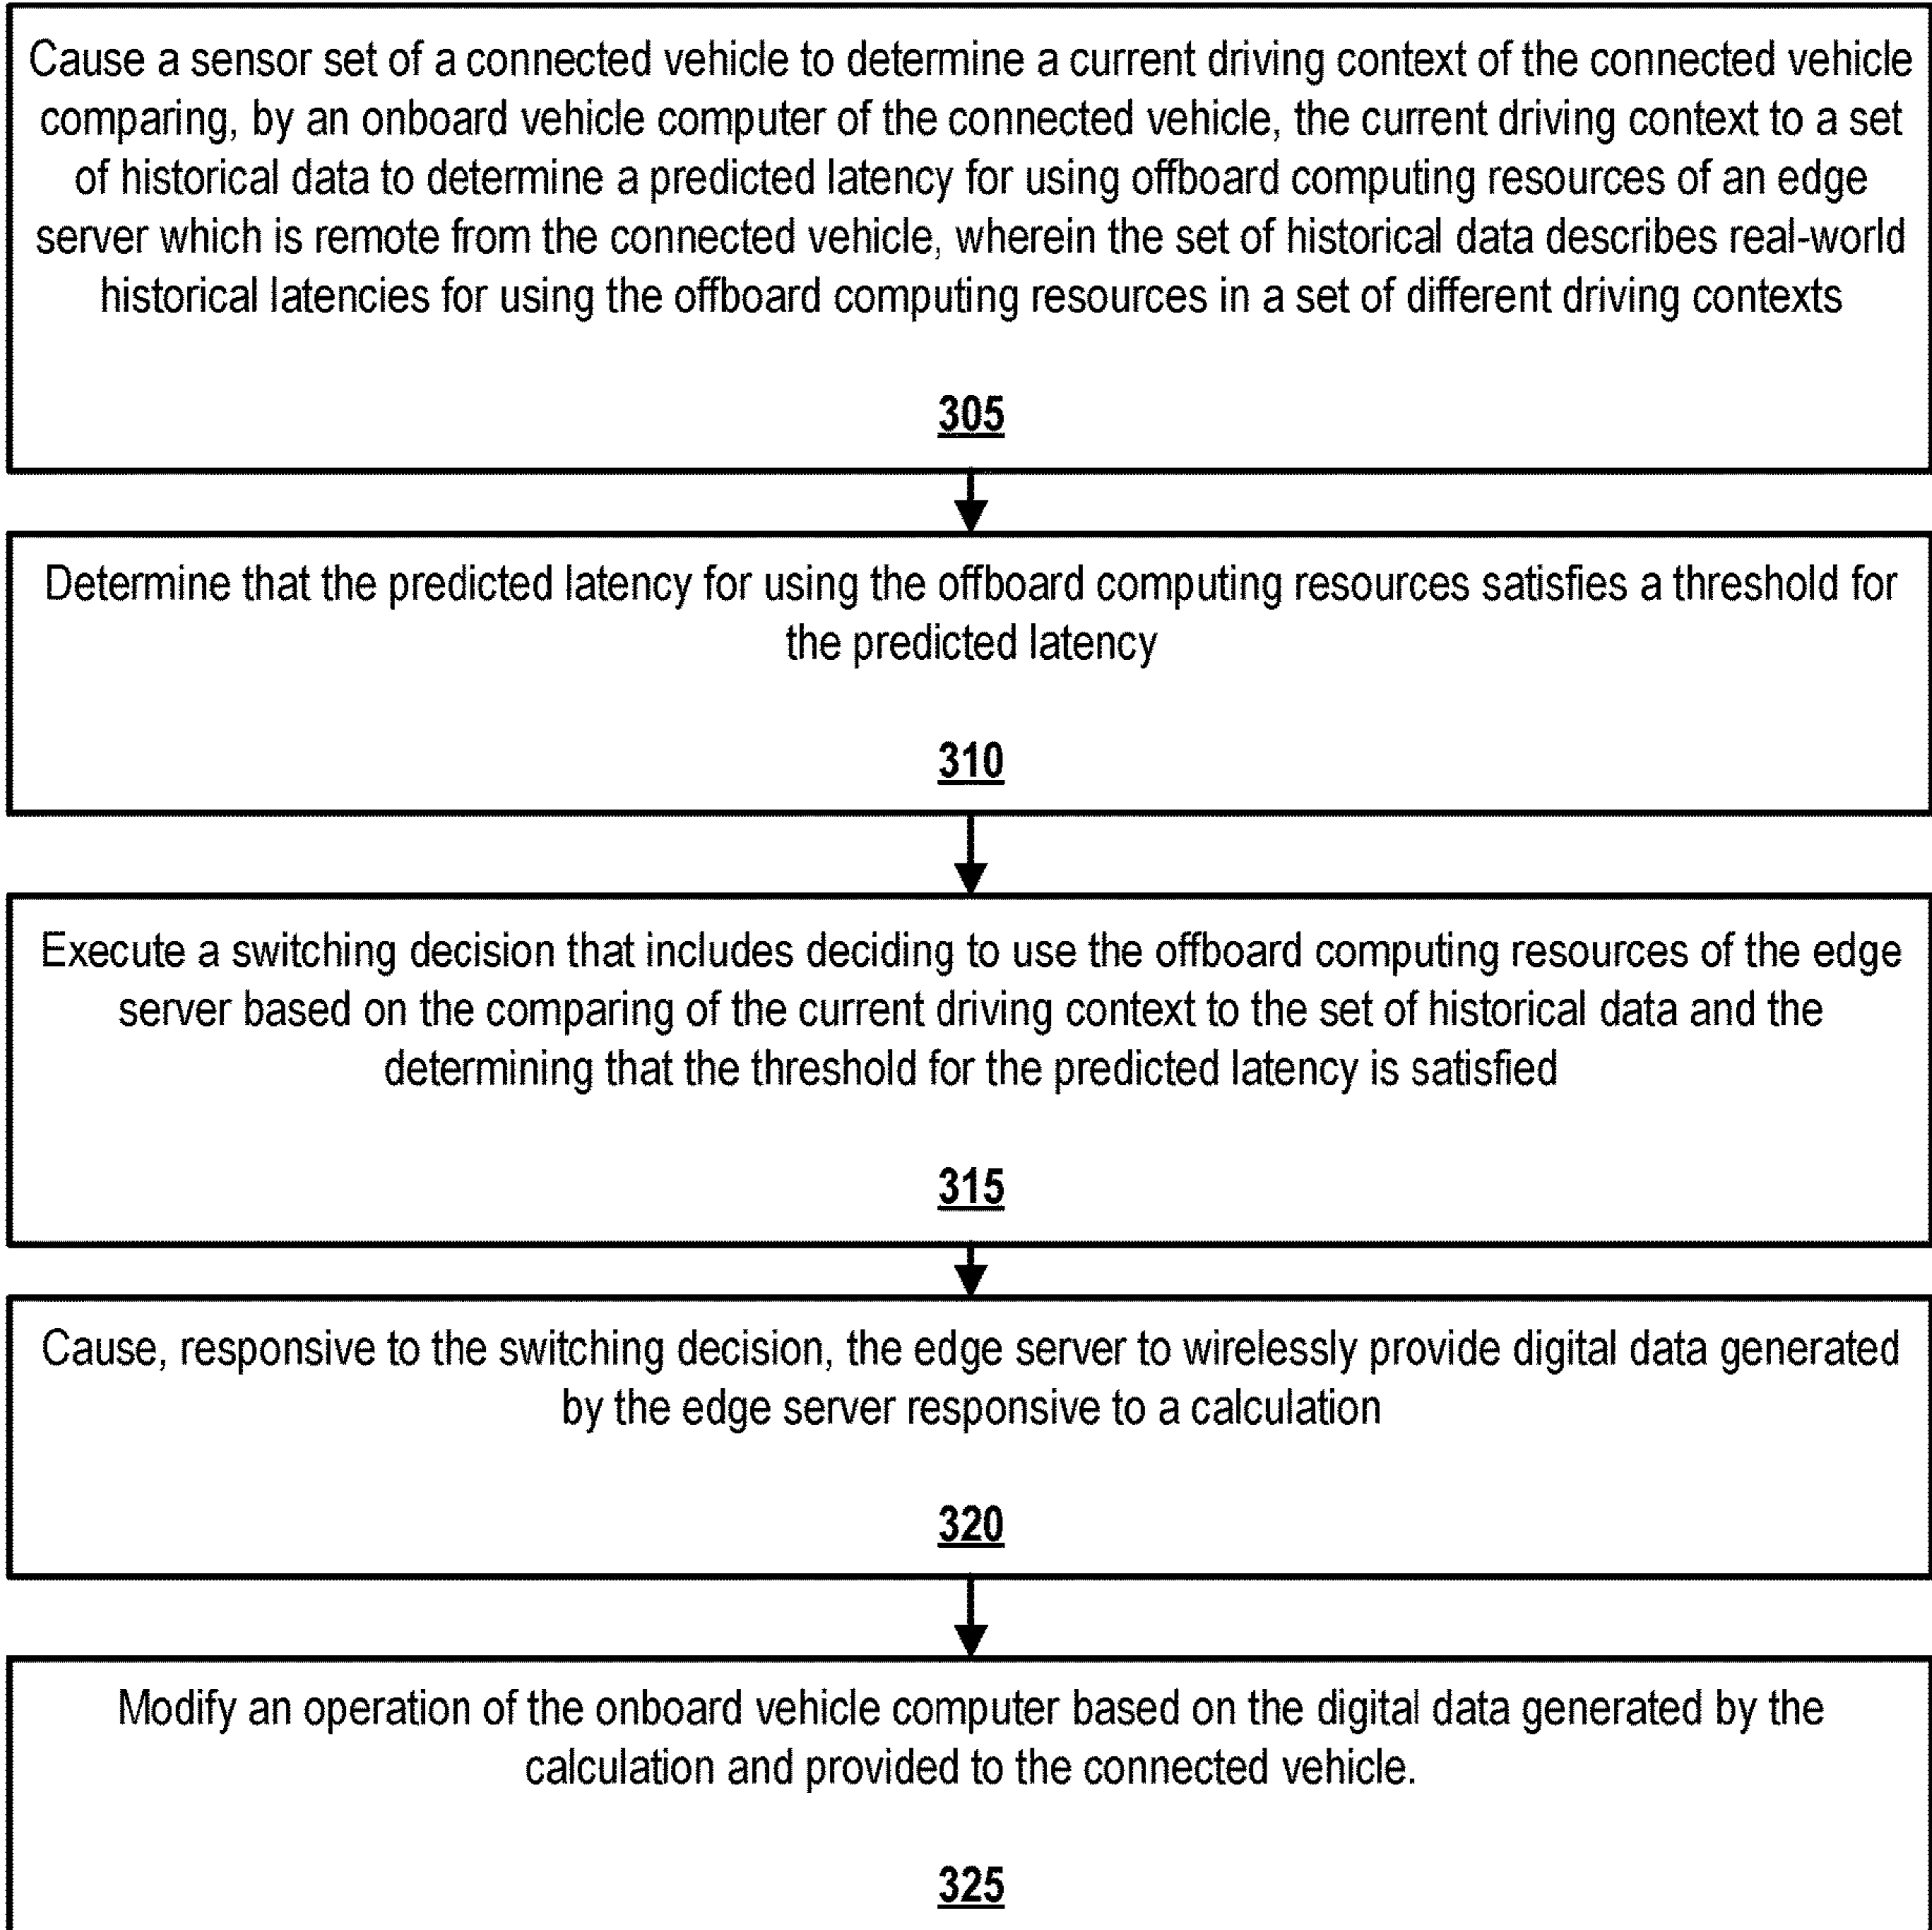 Cause a sensor set of a connected vehicle to determine a current driving context of the connected vehicle
comparing, by an onboard vehicle computer of the connected vehicle, the current driving context to a set
of historical data to determine a predicted latency for using offboard computing resources of an edge
server which is remote from the connected vehicle, wherein the set of historical data describes real-world
historical latencies for using the offboard computing resources in a set of different driving contexts
305
Determine that the predicted latency for using the offboard computing resources satisfies a threshold for
the predicted latency
310
Execute a switching decision that includes deciding to use the offboard computing resources of the edge
server based on the comparing of the current driving context to the set of historical data and the
determining that the threshold for the predicted latency is satisfied
315
Cause, responsive to the switching decision, the edge server to wirelessly provide digital data generated
by the edge server responsive to a calculation
320
Modify an operation of the onboard vehicle computer based on the digital data generated by the
calculation and provided to the connected vehicle.
325